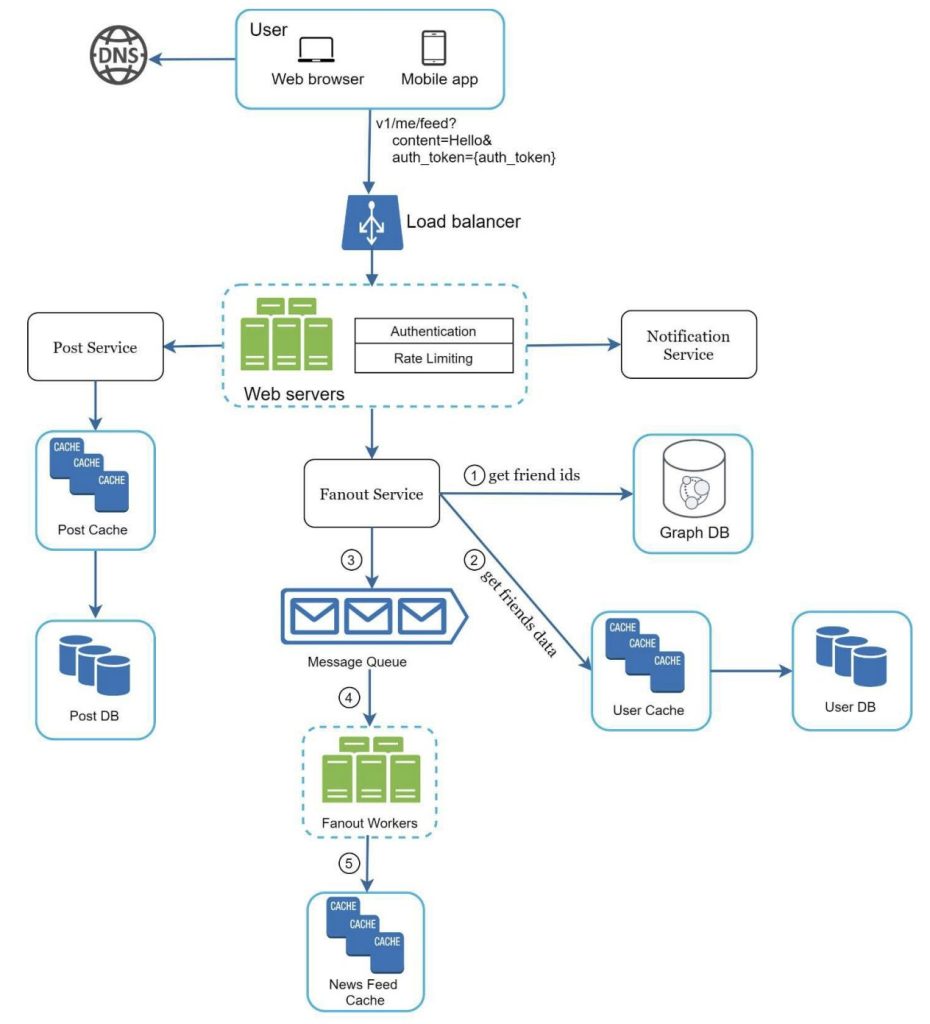 User
DNS
Web browser
Mobile app
v1/me/feed?
content=Hello&
auth_token={auth_token}
Load balancer
Post Service
Authentication
Rate Limiting
Web servers
Notification
Service
CACHE
CACHE
CACHE
Post Cache
Fanout Service
1 get friend ids
Graph DB
2 get friends data
3
Message Queue
Post DB
CACHE
CACHE
CACHE
User Cache
User DB
4
Fanout Workers
5
CACHE
CACHE
CACHE
News Feed
Cache